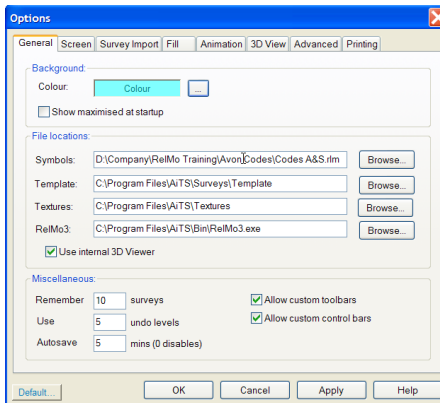 Options
General Screen Survey Import Fill Animation 3D View Advanced Printing
Background:
Colour: Colour ...
Show maximised at startup
File locations:
Symbols: D:\Company\RelMo Training\Avon\Codes\Codes A&S.rlm Browse...
Template: C:\Program Files\AiTS\Surveys\Template Browse...
Textures: C:\Program Files\AiTS\Textures Browse...
RelMo3: C:\Program Files\AiTS\Bin\RelMo3.exe Browse...
Use internal 3D Viewer
Miscellaneous:
Remember 10 surveys Allow custom toolbars
Use 5 undo levels Allow custom control bars
Autosave 5 mins (0 disables)
Default... OK Cancel Apply Help